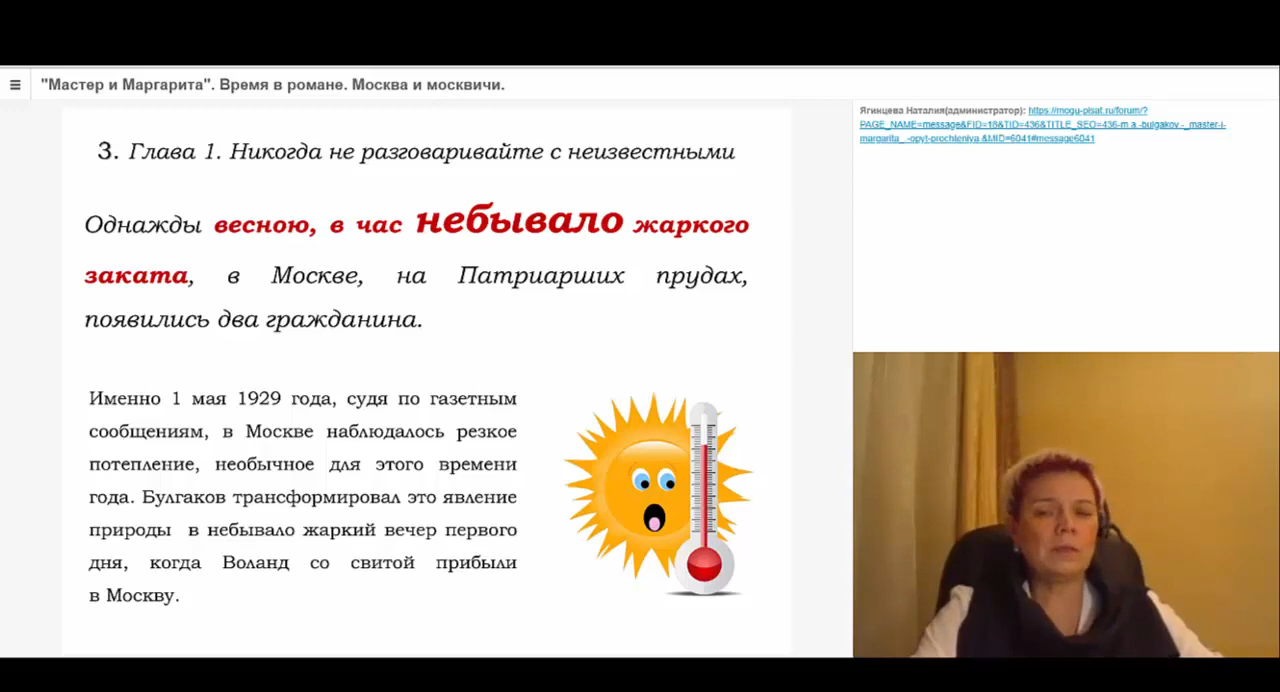 "Мастер и Маргарита". Время в романе. Москва и москвичи.
3. Глава 1. Никогда не разговаривайте с неизвестными
Однажды весною, в час небывало жаркого
заката, в Москве, на Патриарших прудах,
появились два гражданина.
Именно 1 мая 1929 года, судя по газетным
сообщениям, в Москве наблюдалось резкое
потепление, необычное для этого времени
года. Булгаков трансформировал это явление
природы в небывало жаркий вечер первого
дня, когда Воланд со свитой прибыли
в Москву.
Ягинцева Наталия(администратор): https://mogu-pisat.ru/forum/?
PAGE_NAME=message&FID=18&TID=436&TITLE_SEO=436-m.a.-bulgakov.-_master-i-
margarita_.-opyt-prochteniya.&MID=6041#message6041